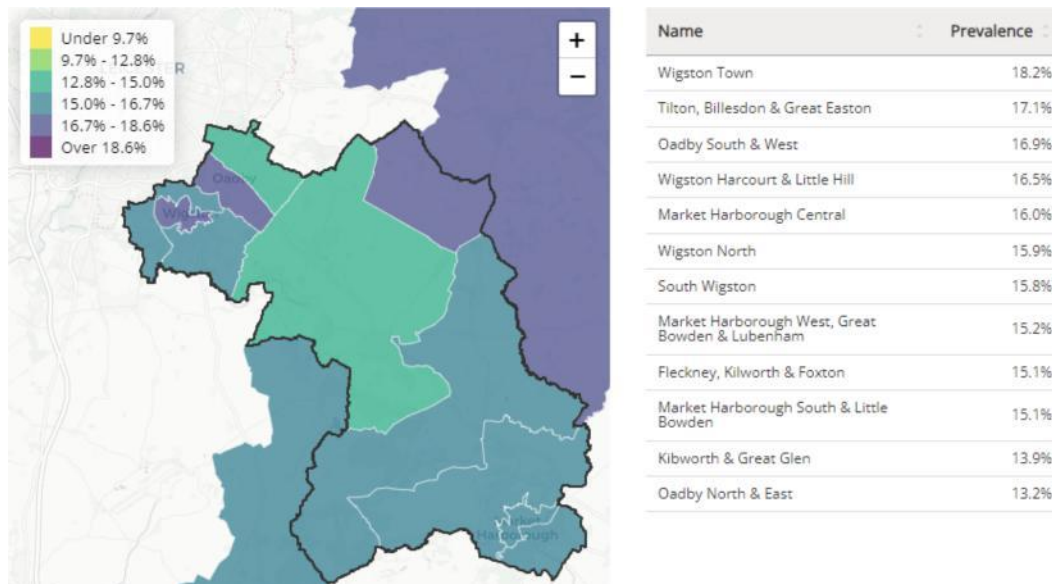 Under 9.7%
9.7% - 12.8%
12.8% - 15.0%
15.0% - 16.7%
16.7% - 18.6%
Over 18.6%
+
−
Oadby
Market
Harborough
Name Prevalence
Wigston Town 18.2%
Tilton, Billesdon & Great Easton 17.1%
Oadby South & West 16.9%
Wigston Harcourt & Little Hill 16.5%
Market Harborough Central 16.0%
Wigston North 15.9%
South Wigston 15.8%
Market Harborough West, Great
Bowden & Lubenham 15.2%
Fleckney, Kilworth & Foxton 15.1%
Market Harborough South & Little
Bowden 15.1%
Kibworth & Great Glen 13.9%
Oadby North & East 13.2%